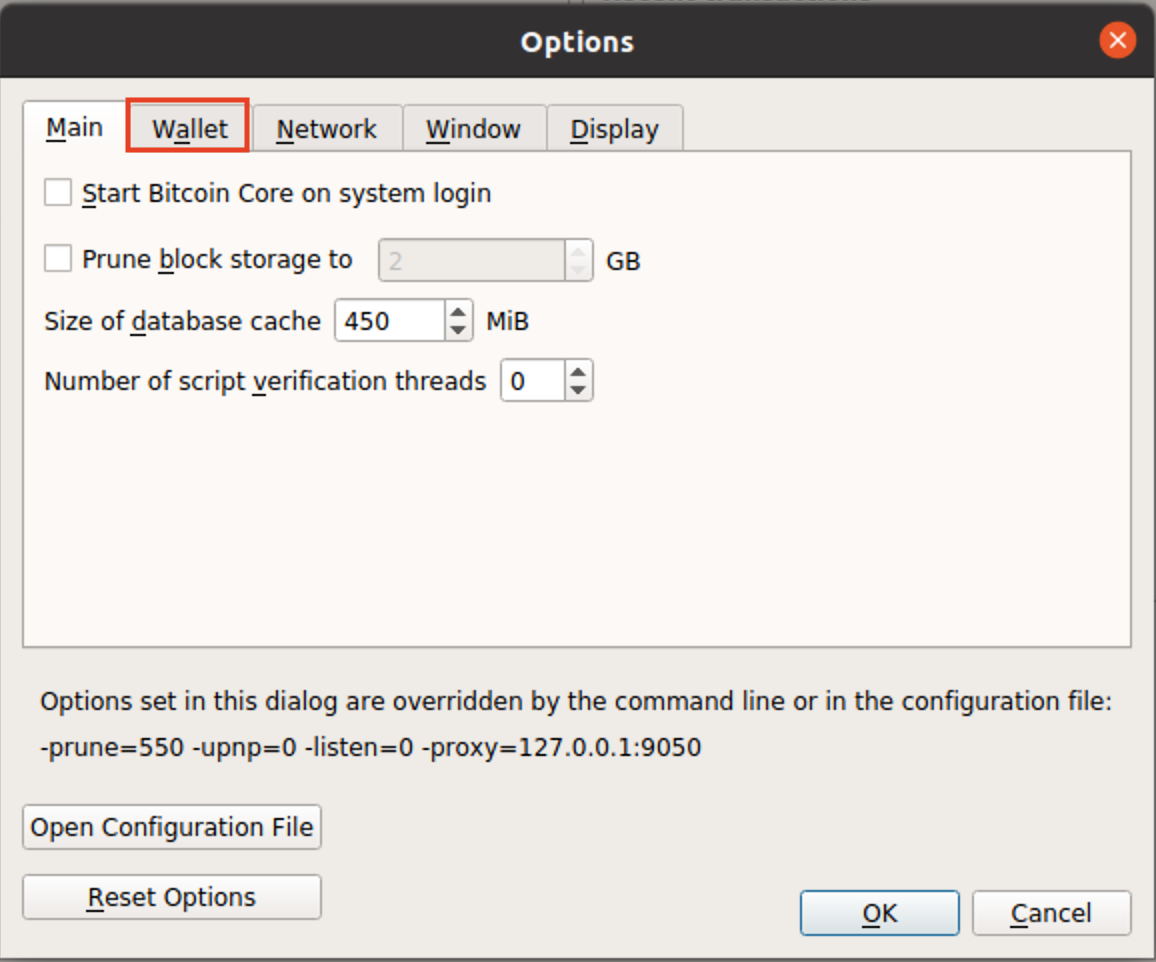 Options
Main Wallet Network Window Display
Start Bitcoin Core on system login
Prune block storage to 2 GB
Size of database cache 450 MiB
Number of script verification threads 0
Options set in this dialog are overridden by the command line or in the configuration file:
-prune=550 -upnp=0 -listen=0 -proxy=127.0.0.1:9050
Open Configuration File
Reset Options
OK Cancel